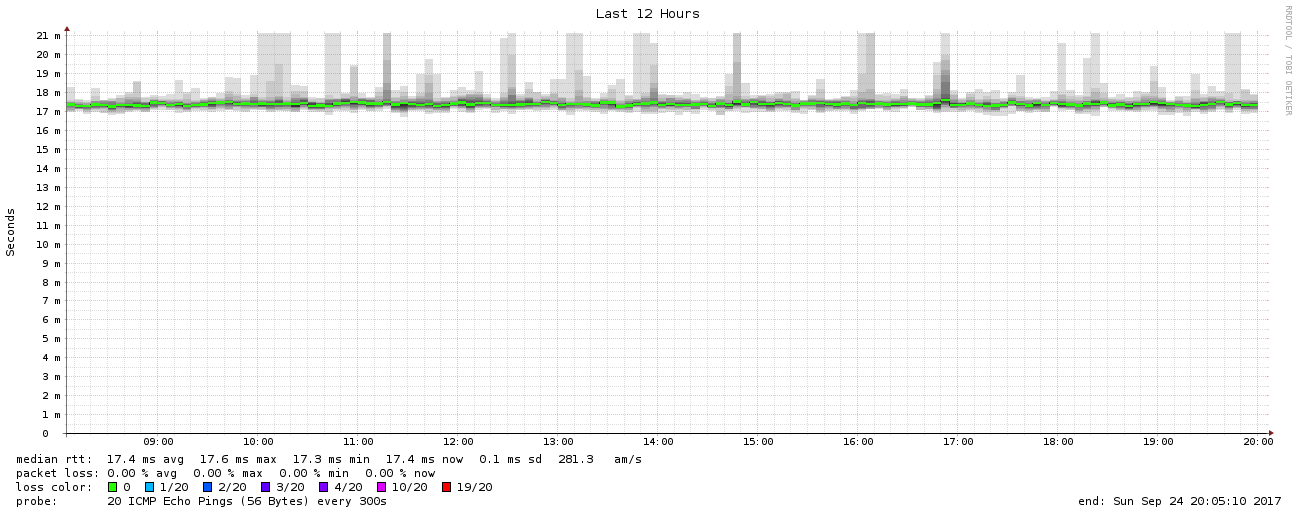 Last 12 Hours
RRDTOOL / TOBI OETIKER
Seconds
21 m
20 m
19 m
18 m
17 m
16 m
15 m
14 m
13 m
12 m
11 m
10 m
9 m
8 m
7 m
6 m
5 m
4 m
3 m
2 m
1 m
0
09:00 10:00 11:00 12:00 13:00 14:00 15:00 16:00 17:00 18:00 19:00 20:00
median rtt: 17.4 ms avg 17.6 ms max 17.3 ms min 17.4 ms now 0.1 ms sd 281.3 am/s
packet loss: 0.00 % avg 0.00 % max 0.00 % min 0.00 % now
loss color: 0 1/20 2/20 3/20 4/20 10/20 19/20
probe: 20 ICMP Echo Pings (56 Bytes) every 300s end: Sun Sep 24 20:05:10 2017